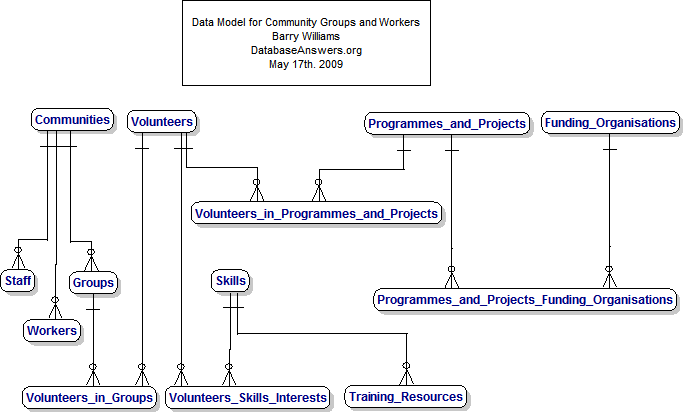 Data Model for Community Groups and Workers
Barry Williams
DatabaseAnswers.org
May 17th. 2009
Communities
Volunteers
Programmes_and_Projects
Funding_Organisations
Volunteers_in_Programmes_and_Projects
Staff
Groups
Skills
Programmes_and_Projects_Funding_Organisations
Workers
Volunteers_in_Groups
Volunteers_Skills_Interests
Training_Resources